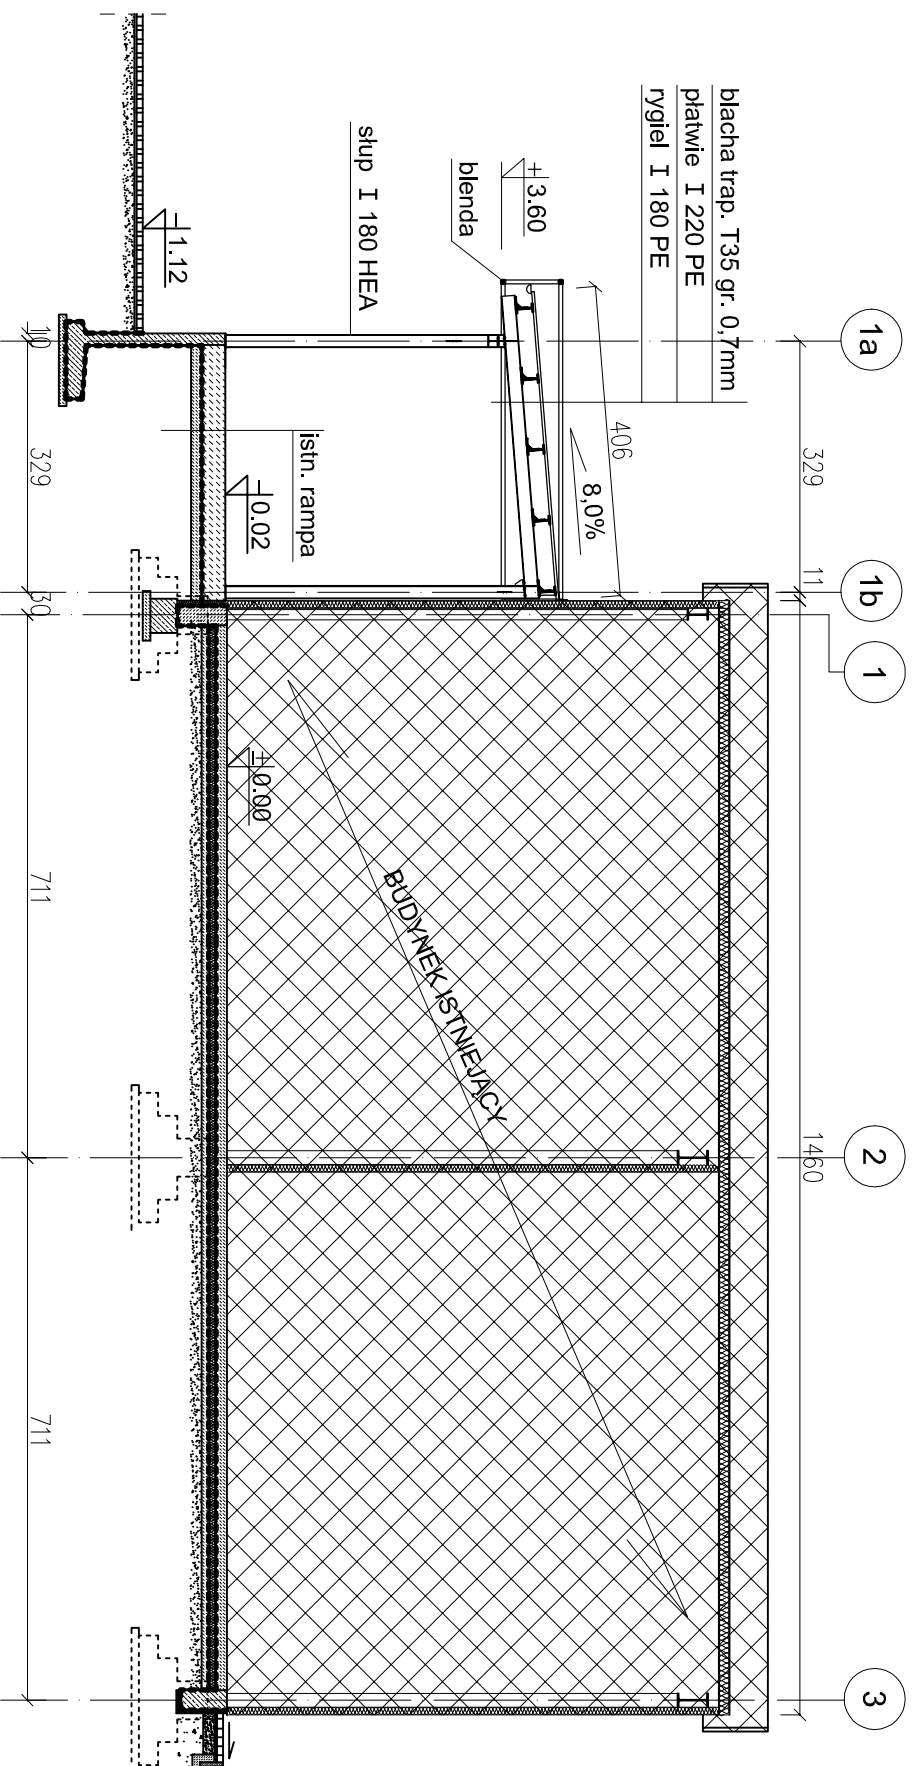 blacha trap. T35 gr. 0,7mm
płatwie I 220 PE
rygiel I 180 PE
+3.60
blenda
słup I 180 HEA
-1.12
istn. rampa
-0.02
406
8,0%
±0.00
BUDYNEK ISTNIEJĄCY
1a
1b
1
2
3
329
11
1460
10
329
30
711
711